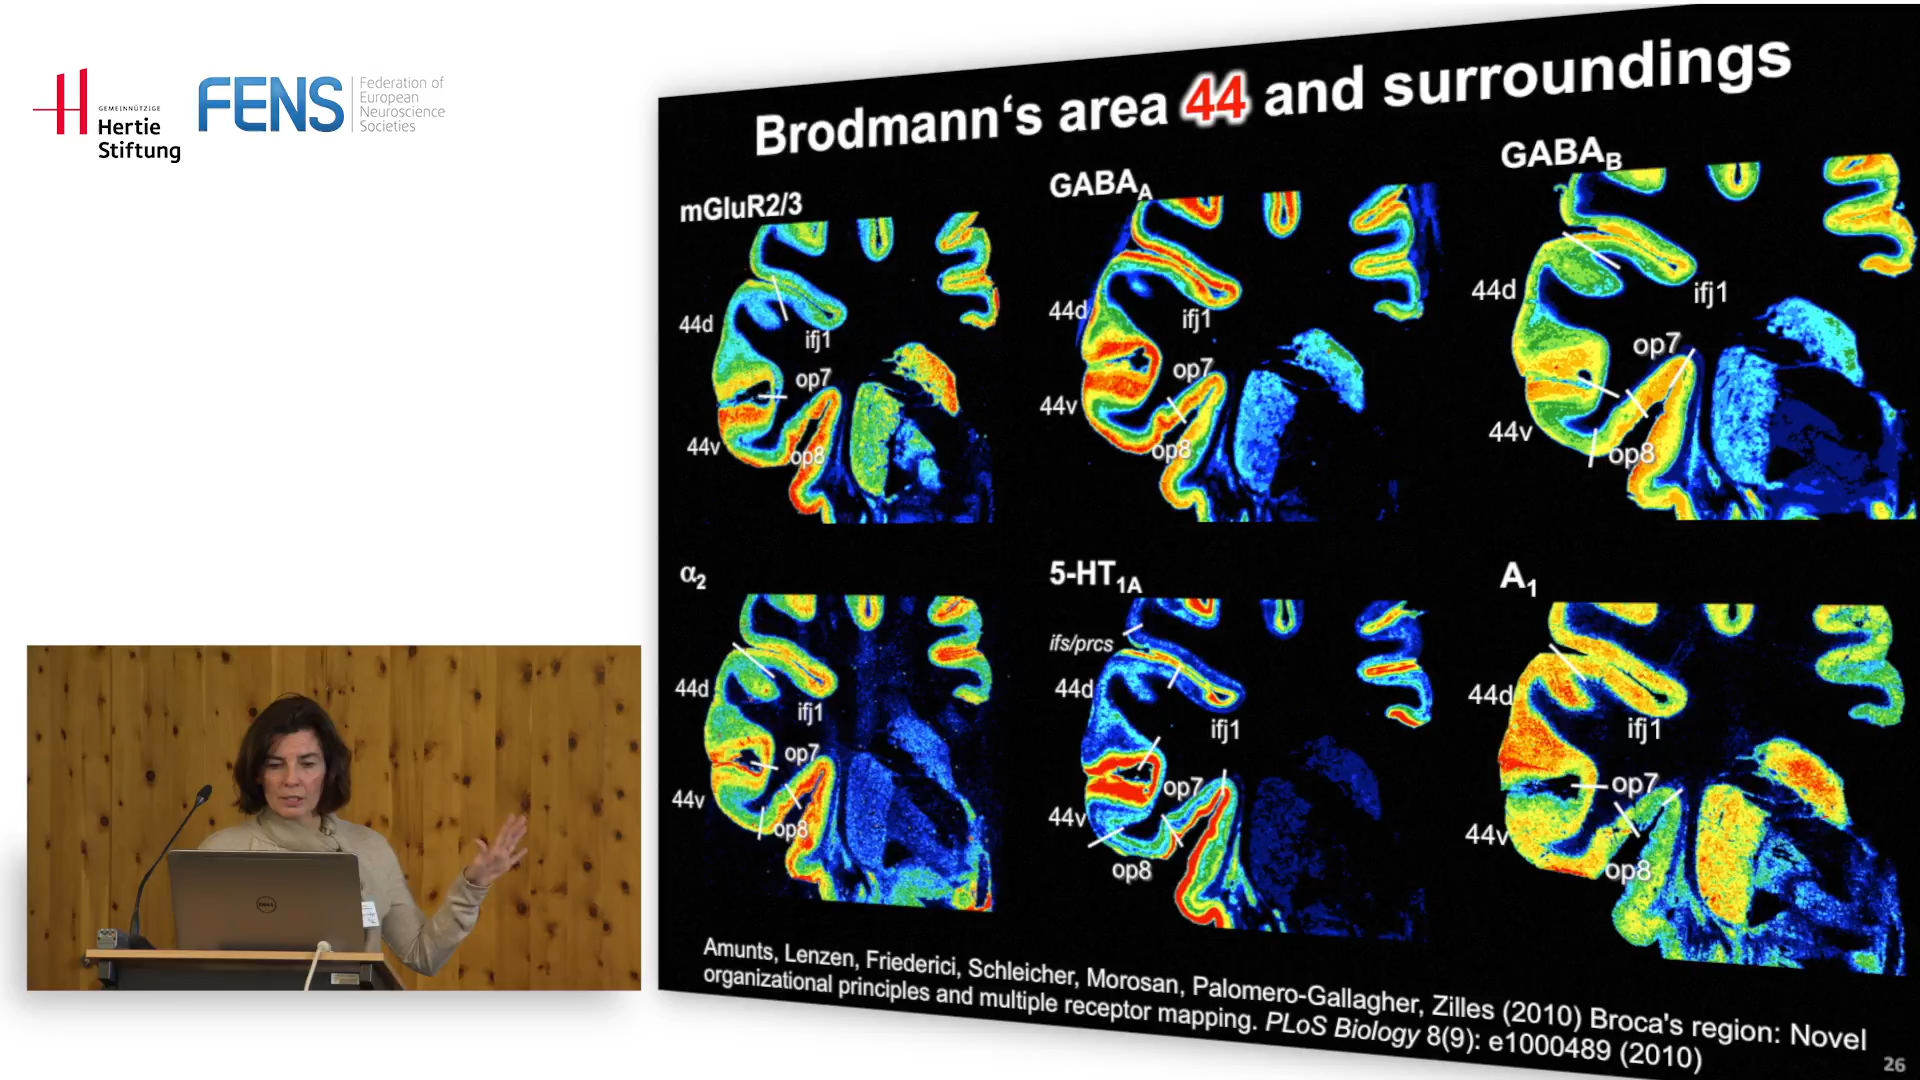 GEMEINNÜTZIGE
Hertie
Stiftung
FENS
Federation of
European
Neuroscience
Societies
Brodmann‘s area 44 and surroundings
mGluR2/3
44d
ifj1
op7
44v
op8
GABAA
44d
ifj1
op7
44v
op8
GABAB
44d
ifj1
op7
44v
op8
α2
44d
ifj1
op7
44v
op8
5-HT1A
ifs/prcs
44d
ifj1
op7
44v
op8
A1
44d
ifj1
op7
44v
op8
DELL
Amunts, Lenzen, Friederici, Schleicher, Morosan, Palomero-Gallagher, Zilles (2010) Broca's region: Novel
organizational principles and multiple receptor mapping. PLoS Biology 8(9): e1000489 (2010)
26